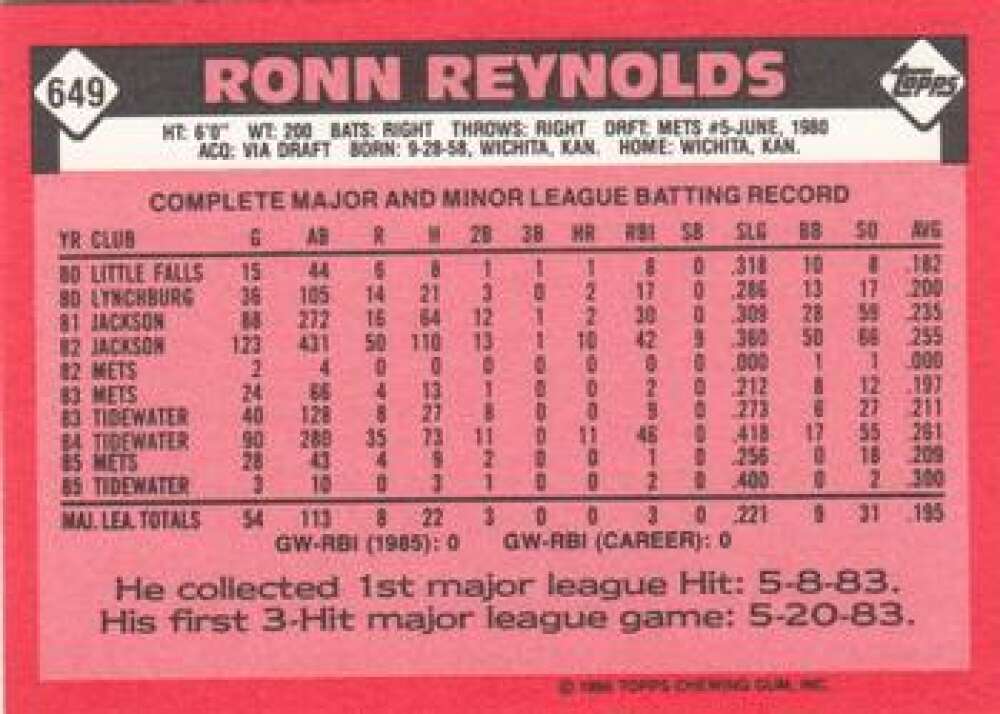 649
RONN REYNOLDS
TOPPS
HT: 6'0" WT: 200 BATS: RIGHT THROWS: RIGHT DRFT: METS #5-JUNE, 1980
ACQ: VIA DRAFT BORN: 9-28-58, WICHITA, KAN. HOME: WICHITA, KAN.
COMPLETE MAJOR AND MINOR LEAGUE BATTING RECORD
YR CLUB G AB R H 2B 3B HR RBI SB SLG BB SO AVG
80 LITTLE FALLS 15 44 6 8 1 1 1 8 0 .318 10 8 .182
80 LYNCHBURG 36 105 14 21 3 0 2 17 0 .286 13 17 .200
81 JACKSON 88 272 16 64 12 1 2 30 0 .309 28 59 .235
82 JACKSON 123 431 50 110 13 1 10 42 9 .360 50 66 .255
82 METS 2 4 0 0 0 0 0 0 0 .000 1 1 .000
83 METS 24 66 4 13 1 0 0 2 0 .212 8 12 .197
83 TIDEWATER 40 128 8 27 8 0 0 9 0 .273 6 27 .211
84 TIDEWATER 90 280 35 73 11 0 11 46 0 .418 17 55 .261
85 METS 28 43 4 9 2 0 0 1 0 .256 0 18 .209
85 TIDEWATER 3 10 0 3 1 0 0 2 0 .400 0 2 .300
MAJ. LEA. TOTALS 54 113 8 22 3 0 0 3 0 .221 9 31 .195
GW-RBI (1985): 0 GW-RBI (CAREER): 0
He collected 1st major league Hit: 5-8-83.
His first 3-Hit major league game: 5-20-83.
© 1986 TOPPS CHEWING GUM, INC.